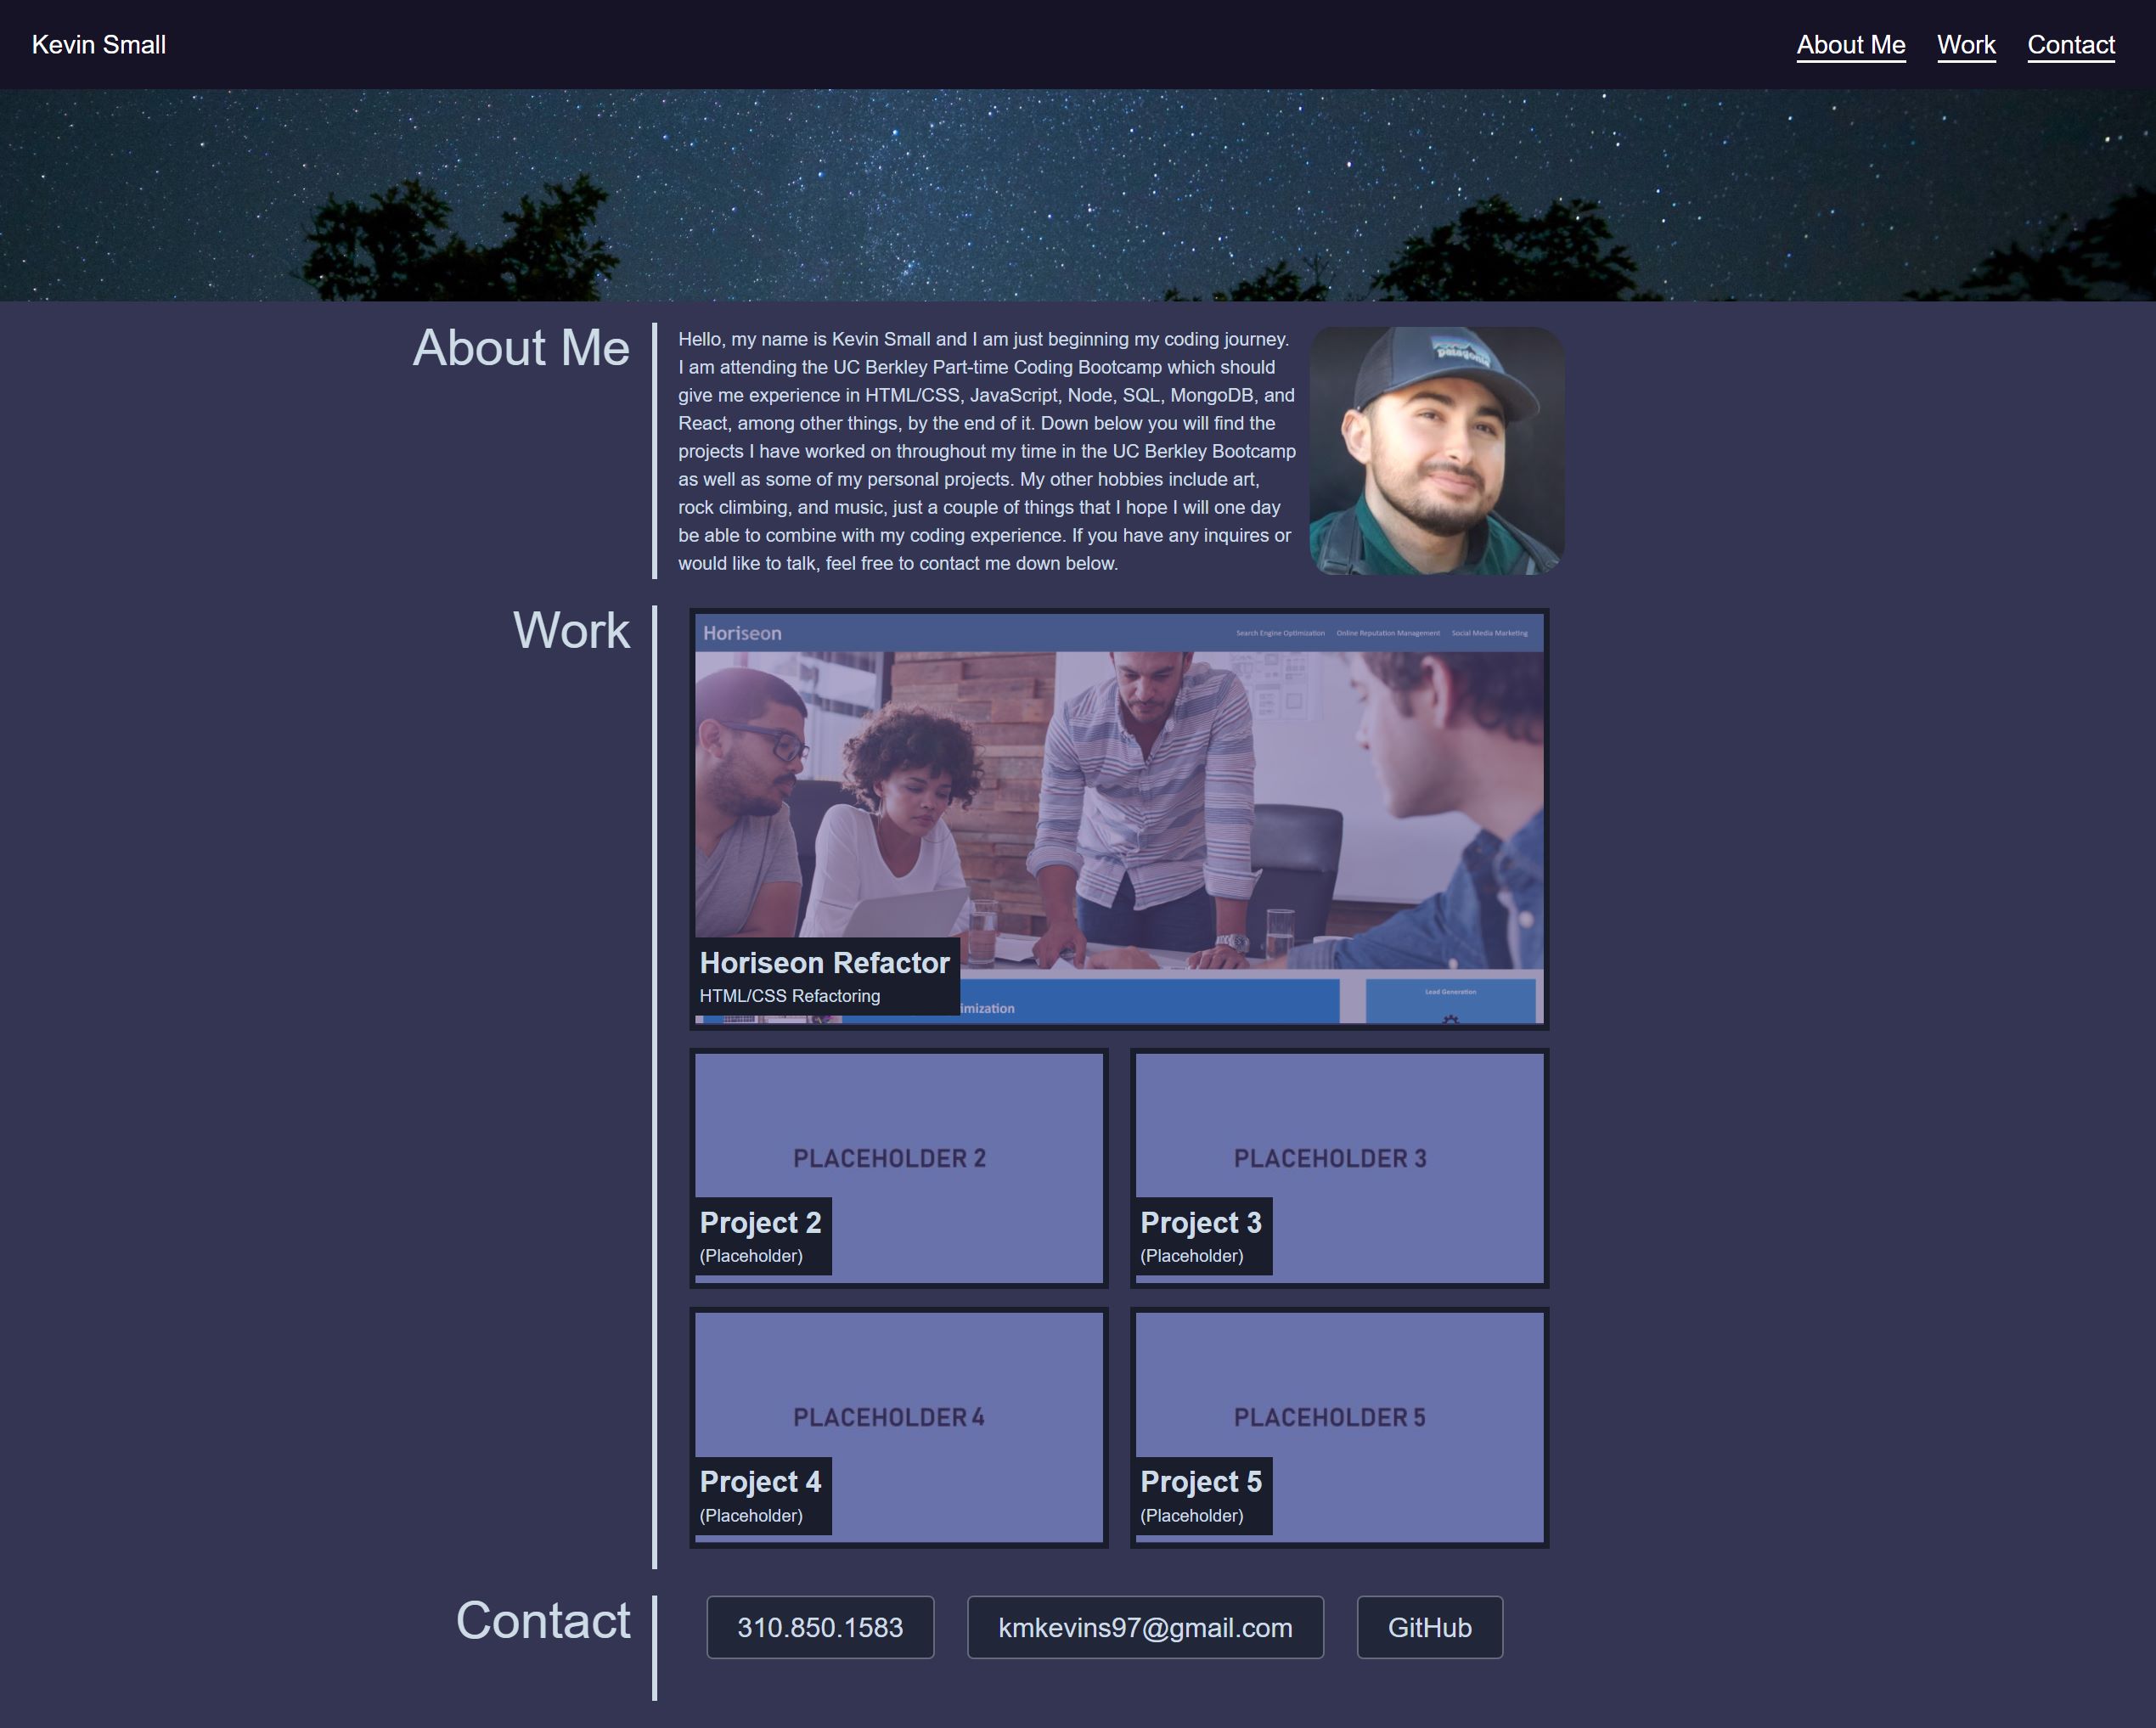 Kevin Small
About Me Work Contact
About Me
Hello, my name is Kevin Small and I am just beginning my coding journey.
I am attending the UC Berkley Part-time Coding Bootcamp which should
give me experience in HTML/CSS, JavaScript, Node, SQL, MongoDB, and
React, among other things, by the end of it. Down below you will find the
projects I have worked on throughout my time in the UC Berkley Bootcamp
as well as some of my personal projects. My other hobbies include art,
rock climbing, and music, just a couple of things that I hope I will one day
be able to combine with my coding experience. If you have any inquires or
would like to talk, feel free to contact me down below.
patagonia
Work
Horiseon
Search Engine Optimization Online Reputation Management Social Media Marketing
Horiseon Refactor
HTML/CSS Refactoring
imization
Lead Generation
PLACEHOLDER 2
Project 2
(Placeholder)
PLACEHOLDER 3
Project 3
(Placeholder)
PLACEHOLDER 4
Project 4
(Placeholder)
PLACEHOLDER 5
Project 5
(Placeholder)
Contact
310.850.1583
kmkevins97@gmail.com
GitHub